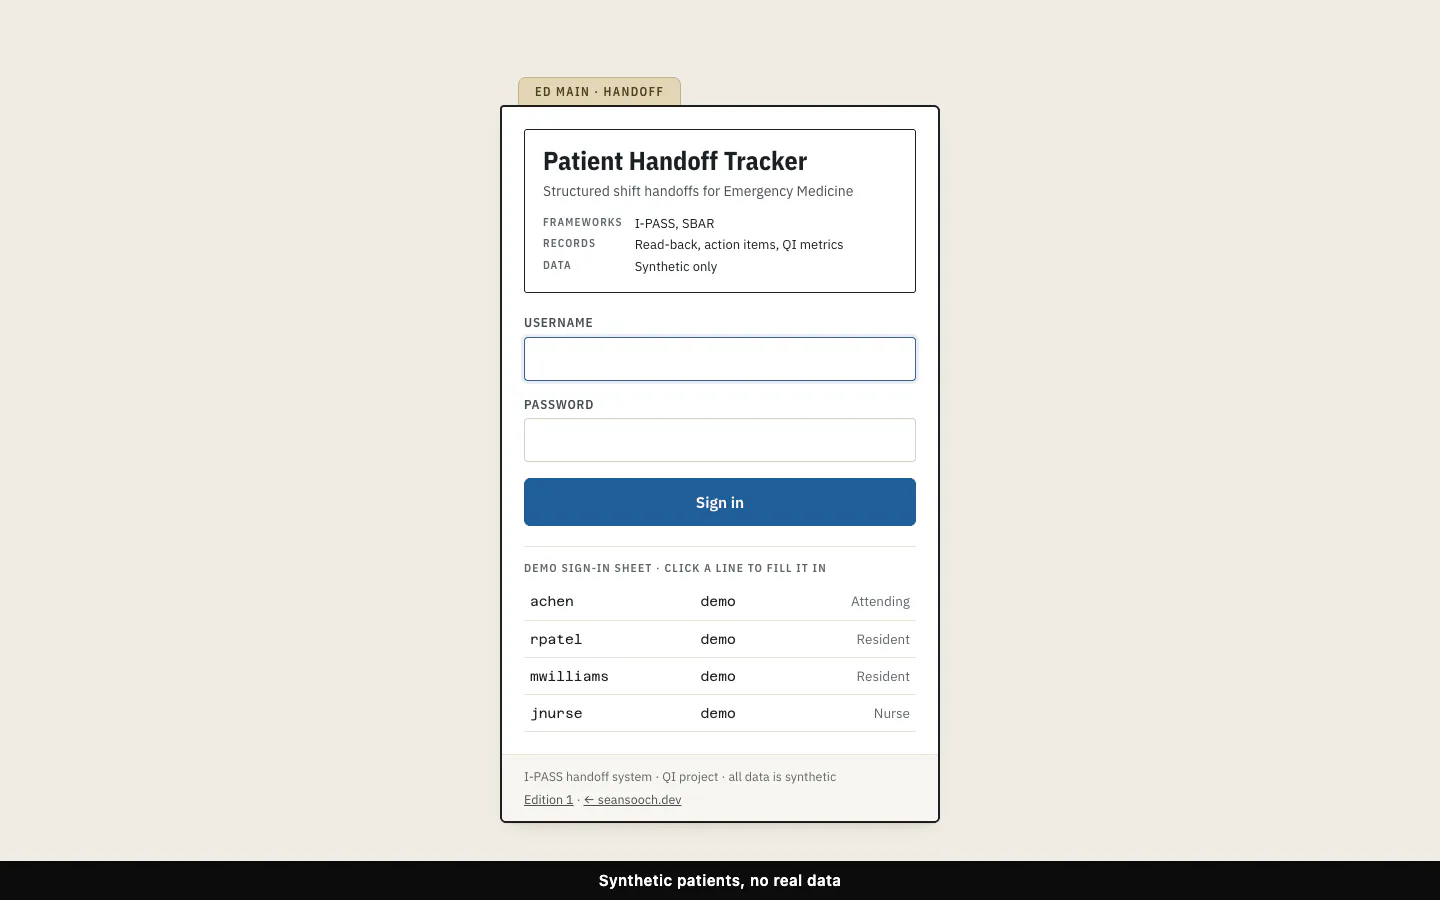 ED MAIN · HANDOFF
Patient Handoff Tracker
Structured shift handoffs for Emergency Medicine
FRAMEWORKS I-PASS, SBAR
RECORDS Read-back, action items, QI metrics
DATA Synthetic only
USERNAME
PASSWORD
Sign in
DEMO SIGN-IN SHEET · CLICK A LINE TO FILL IT IN
achen demo Attending
rpatel demo Resident
mwilliams demo Resident
jnurse demo Nurse
I-PASS handoff system · QI project · all data is synthetic
Edition 1 · ← seansooch.dev
Synthetic patients, no real data